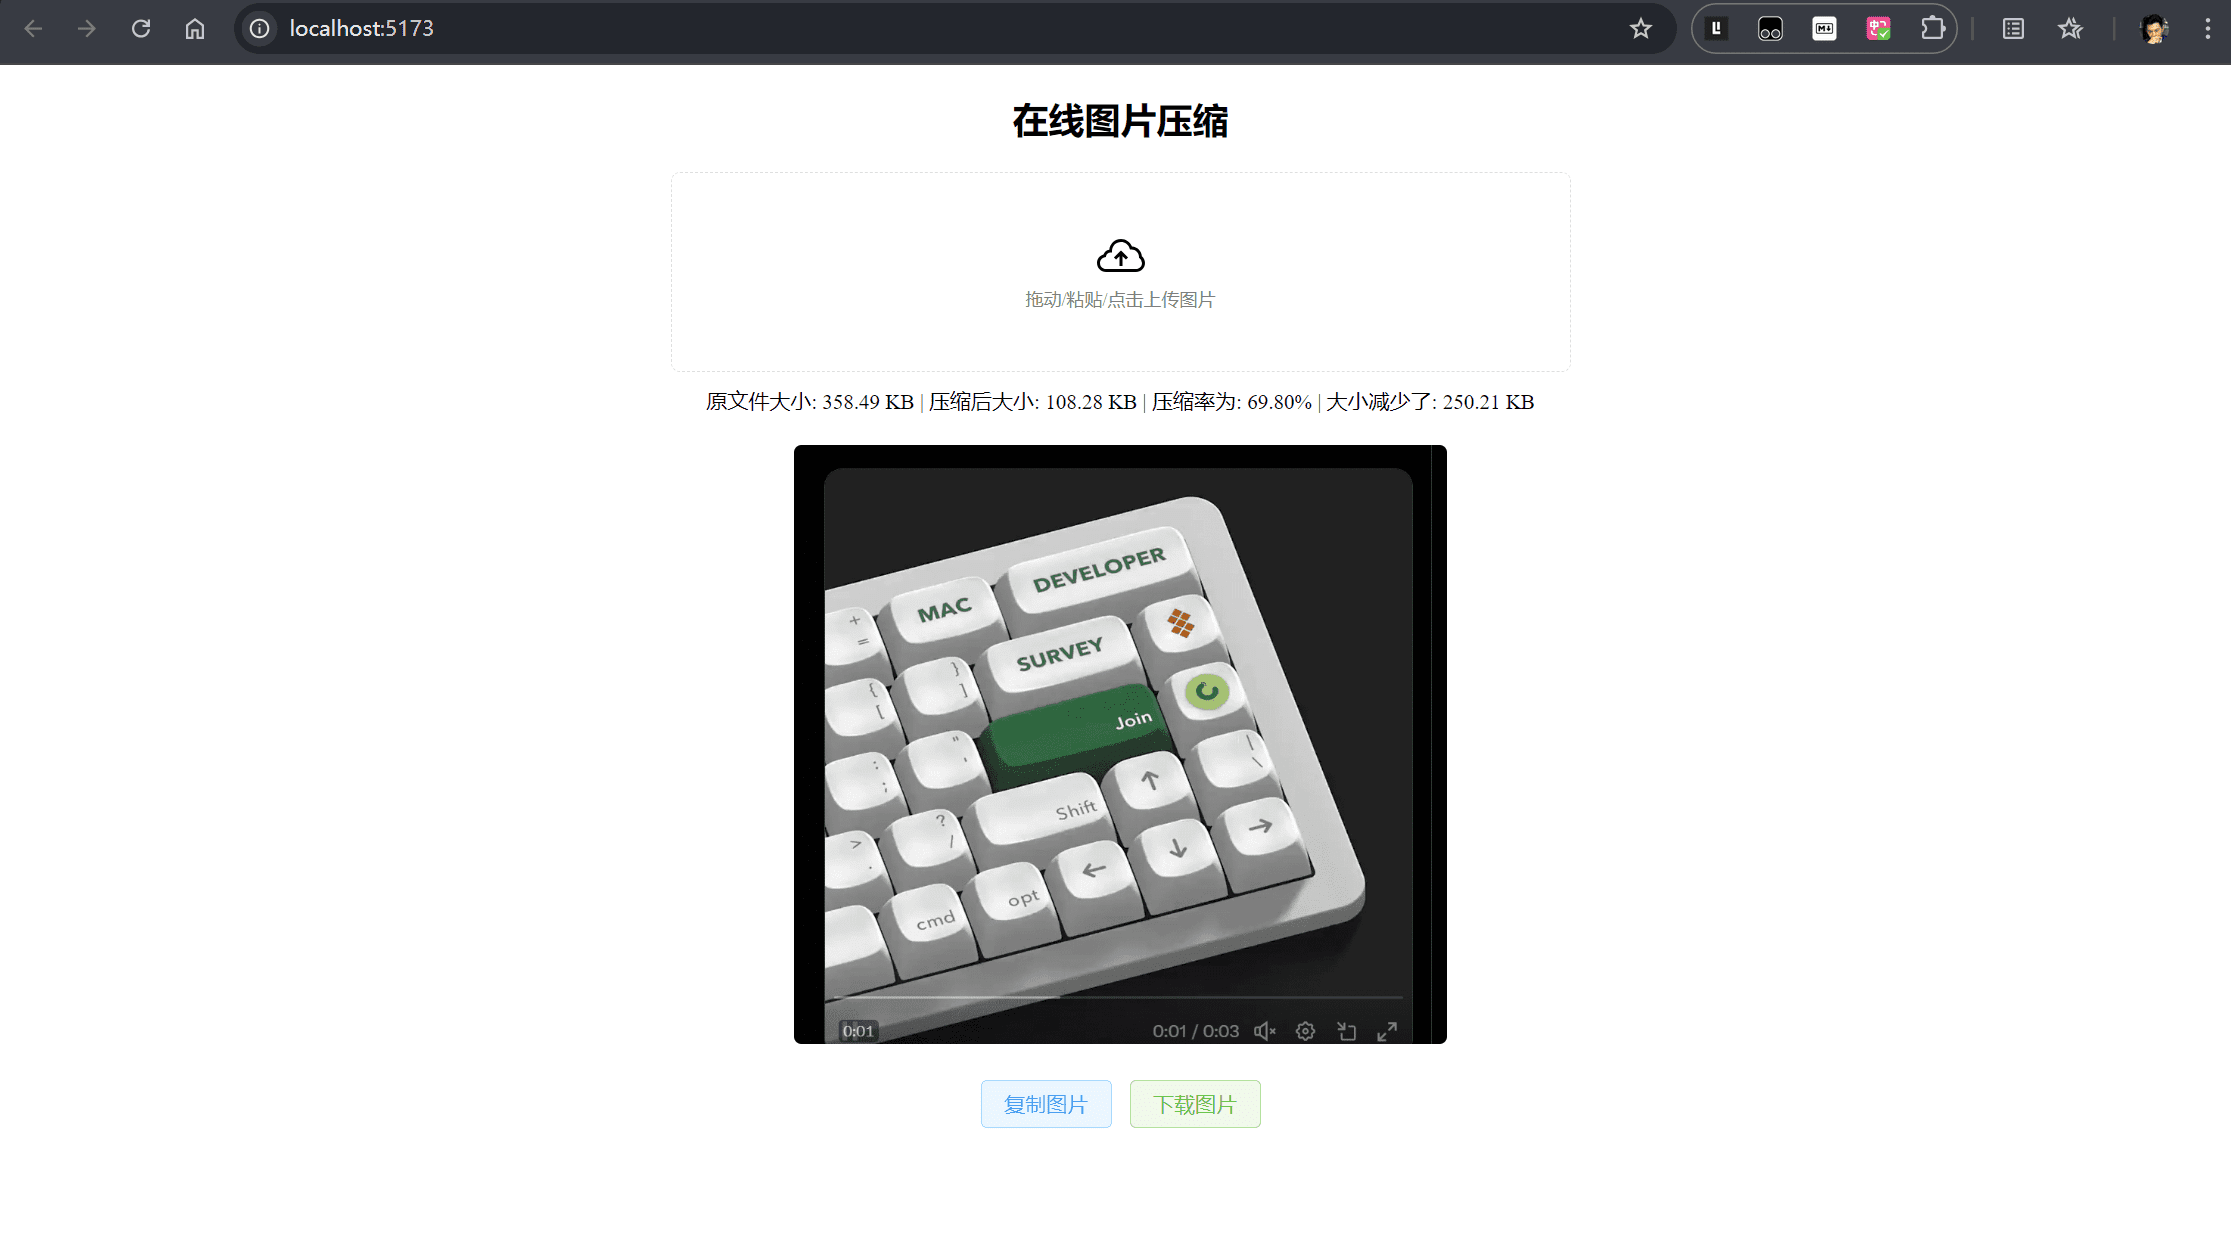 localhost:5173
在线图片压缩
拖动/粘贴/点击上传图片
原文件大小: 358.49 KB | 压缩后大小: 108.28 KB | 压缩率为: 69.80% | 大小减少了: 250.21 KB
DEVELOPER
MAC
+
=
SURVEY
}
]
{
[
Join
"
'
:
;
|
\
Shift
?
/
>
.
opt
cmd
0:01
0:01 / 0:03
复制图片
下载图片